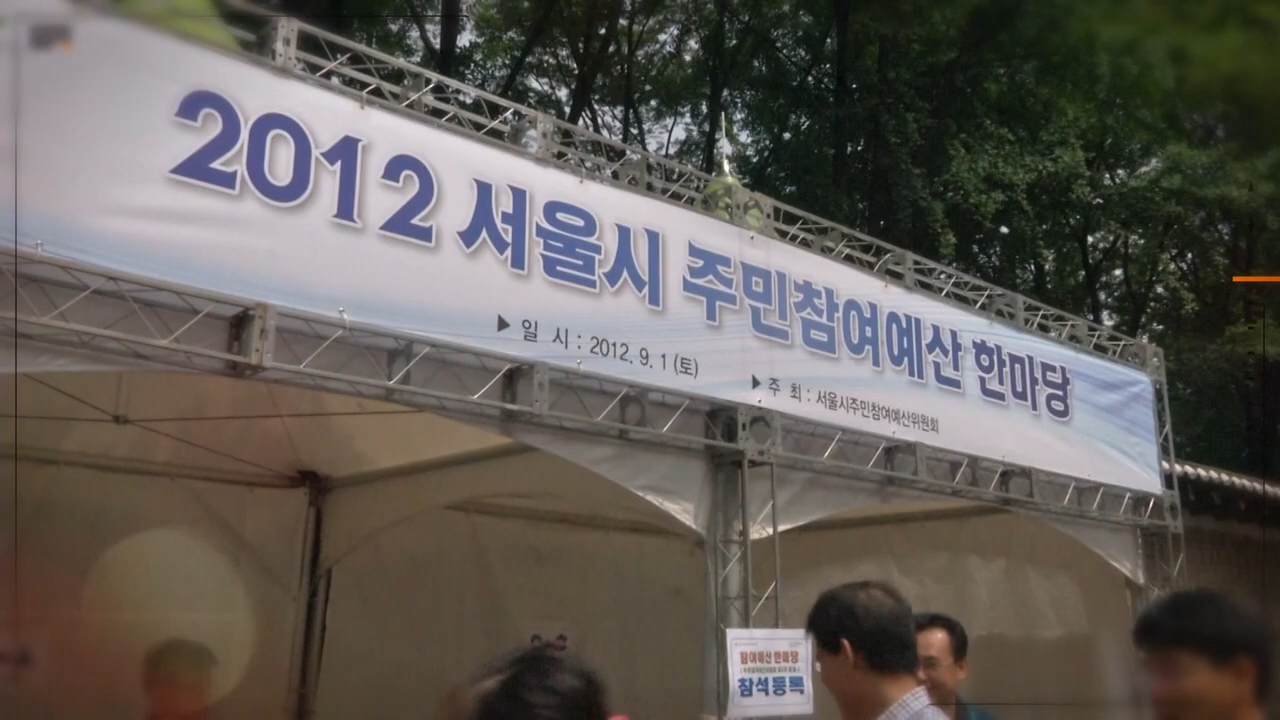 2012 서울시 주민참여예산 한마당
▶ 일 시 : 2012. 9. 1 (토)
▶ 주 최 : 서울시주민참여예산위원회
참여예산 한마당
참석등록